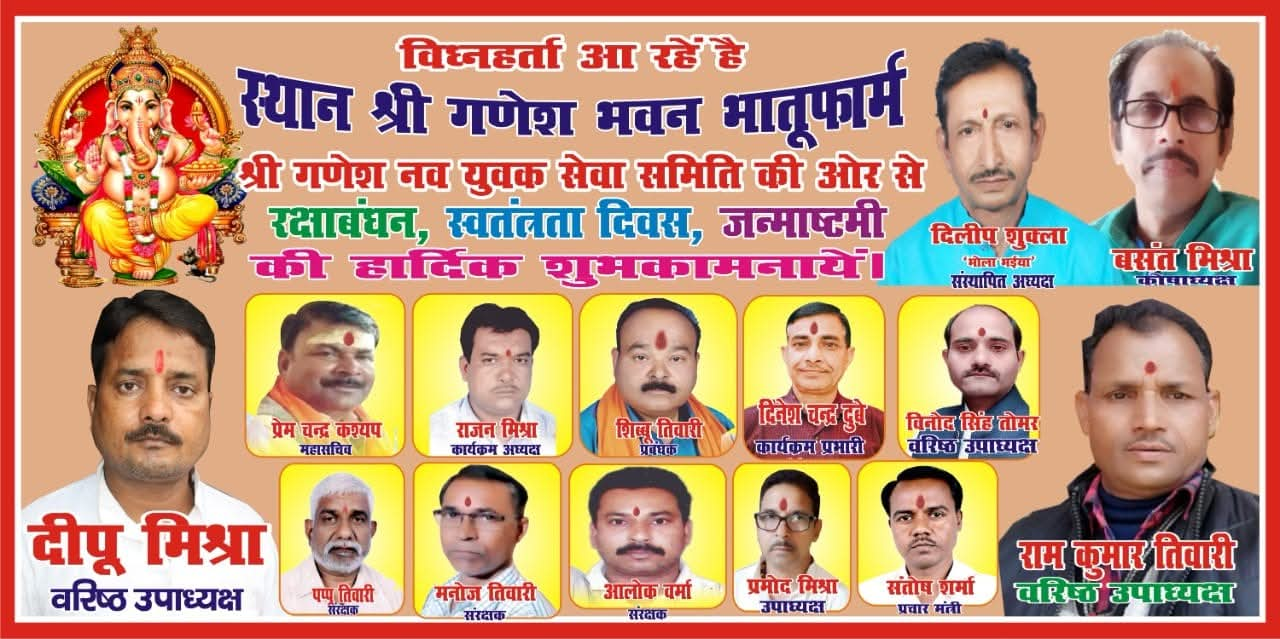 विध्नहर्ता आ रहें है
स्थान श्री गणेश भवन भातूफार्म
श्री गणेश नव युवक सेवा समिति की ओर से
रक्षाबंधन, स्वतंत्रता दिवस, जन्माष्टमी
की हार्दिक शुभकामनायें।
दिलीप शुक्ला
'मोला भईया'
संस्थापित अध्यक्ष
बसंत मिश्रा
कोपाध्यक्ष
प्रेम चन्द्र कश्यप
महासचिव
राजन मिश्रा
कार्यक्रम अध्यक्ष
शिब्बू तिवारी
प्रबंधक
दिनेश चन्द्र दुबे
कार्यक्रम प्रभारी
विनोद सिंह तोमर
वरिष्ठ उपाध्यक्ष
दीपू मिश्रा
वरिष्ठ उपाध्यक्ष
पप्पू तिवारी
संरक्षक
मनोज तिवारी
संरक्षक
आलोक वर्मा
संरक्षक
प्रमोद मिश्रा
उपाध्यक्ष
संतोष शर्मा
प्रचार मंत्री
राम कुमार तिवारी
वरिष्ठ उपाध्यक्ष